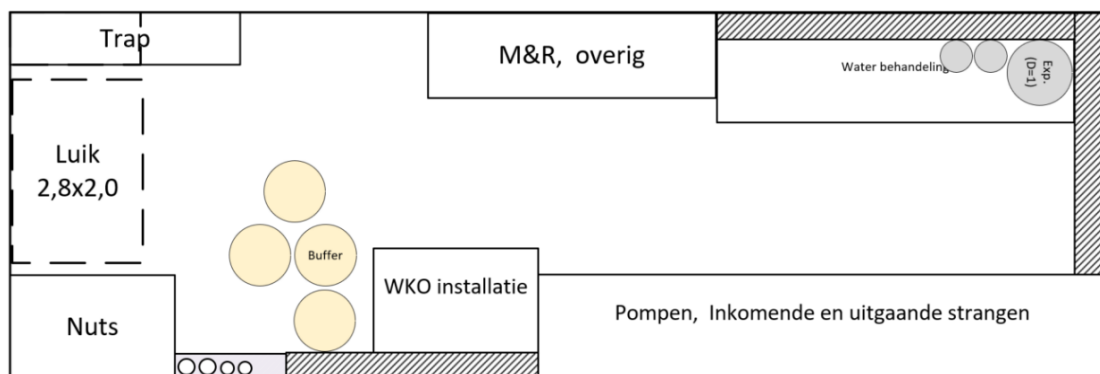 Trap
M&R, overig
Water behandeling
Exp.
(D=1)
Luik
2,8x2,0
Buffer
WKO installatie
Pompen, Inkomende en uitgaande strangen
Nuts